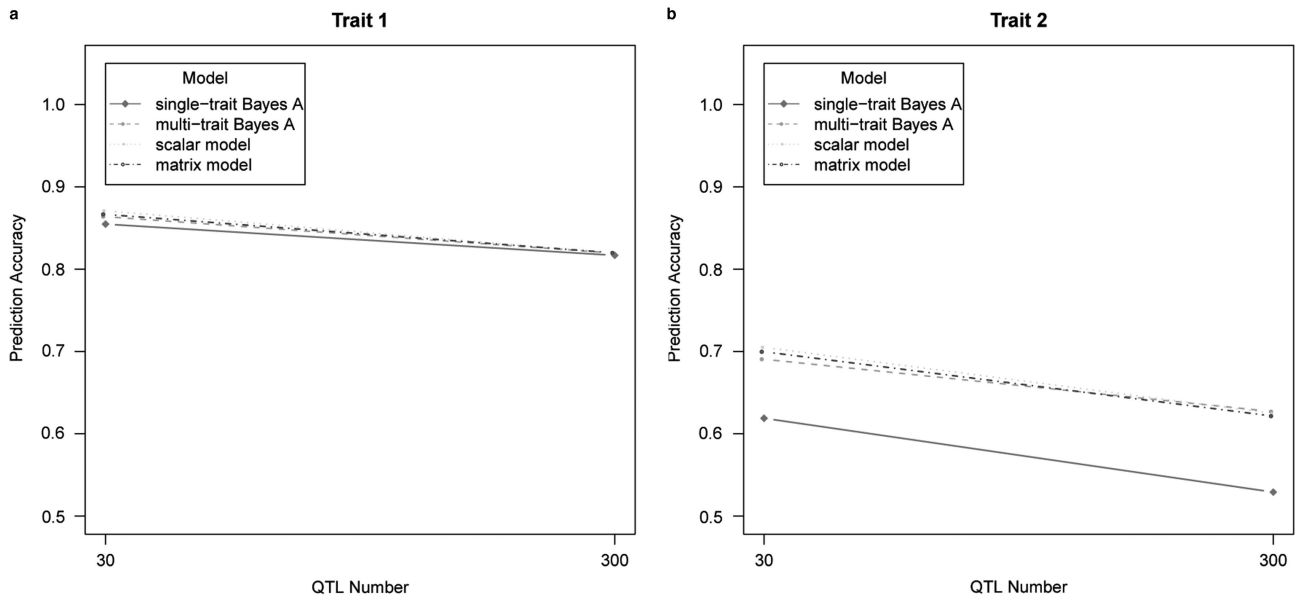 a
Trait 1
Model
single−trait Bayes A
multi−trait Bayes A
scalar model
matrix model
1.0
0.9
0.8
0.7
0.6
0.5
Prediction Accuracy
30
300
QTL Number
b
Trait 2
Model
single−trait Bayes A
multi−trait Bayes A
scalar model
matrix model
1.0
0.9
0.8
0.7
0.6
0.5
Prediction Accuracy
30
300
QTL Number